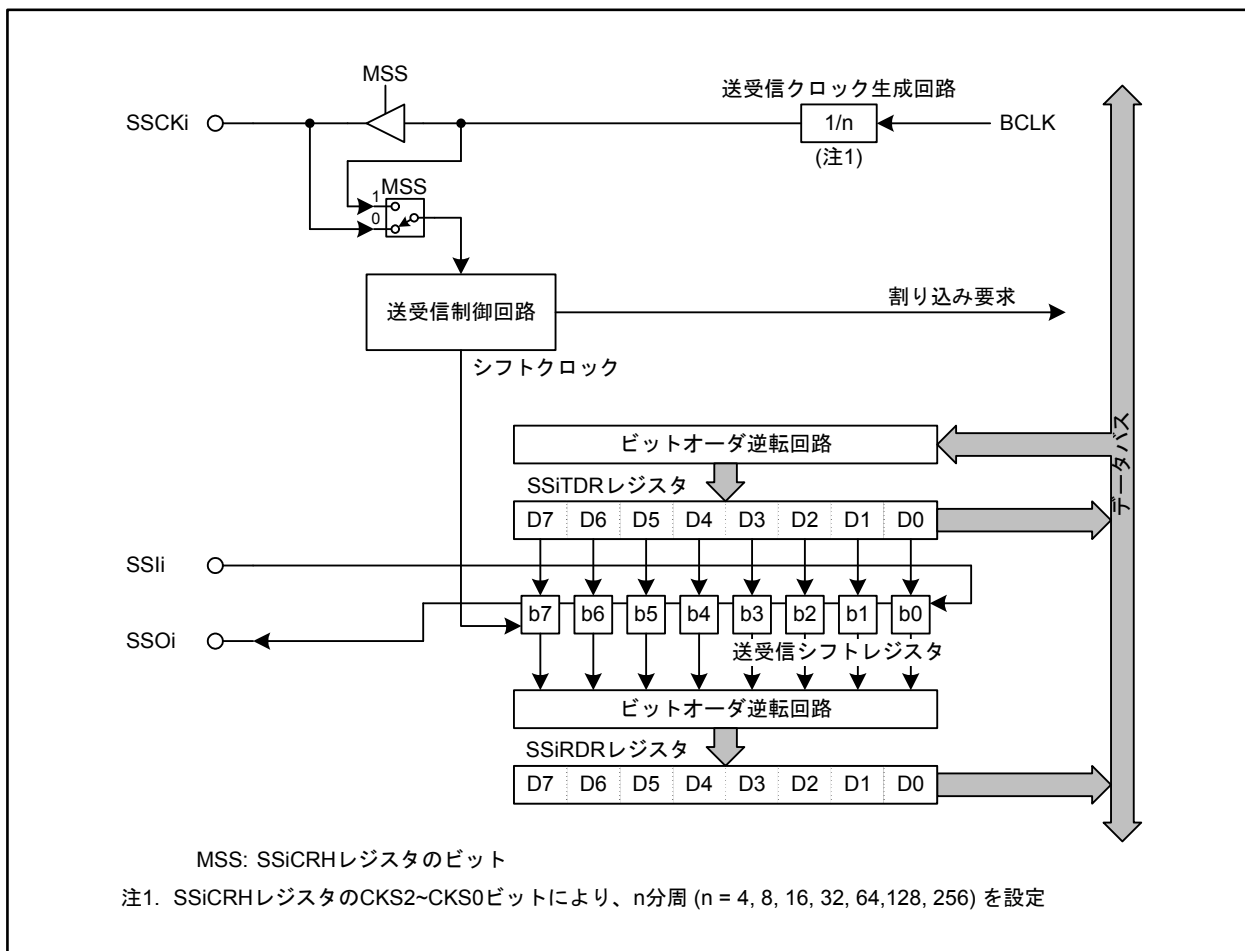 MSS
送受信クロック生成回路
SSCKi
1/n
BCLK
(注1)
MSS
1
0
送受信制御回路
割り込み要求
シフトクロック
データバス
ビットオーダ逆転回路
SSiTDRレジスタ
D7 D6 D5 D4 D3 D2 D1 D0
SSIi
b7 b6 b5 b4 b3 b2 b1 b0
SSOi
送受信シフトレジスタ
ビットオーダ逆転回路
SSiRDRレジスタ
D7 D6 D5 D4 D3 D2 D1 D0
MSS: SSiCRHレジスタのビット
注1. SSiCRHレジスタのCKS2~CKS0ビットにより、n分周 (n = 4, 8, 16, 32, 64,128, 256) を設定